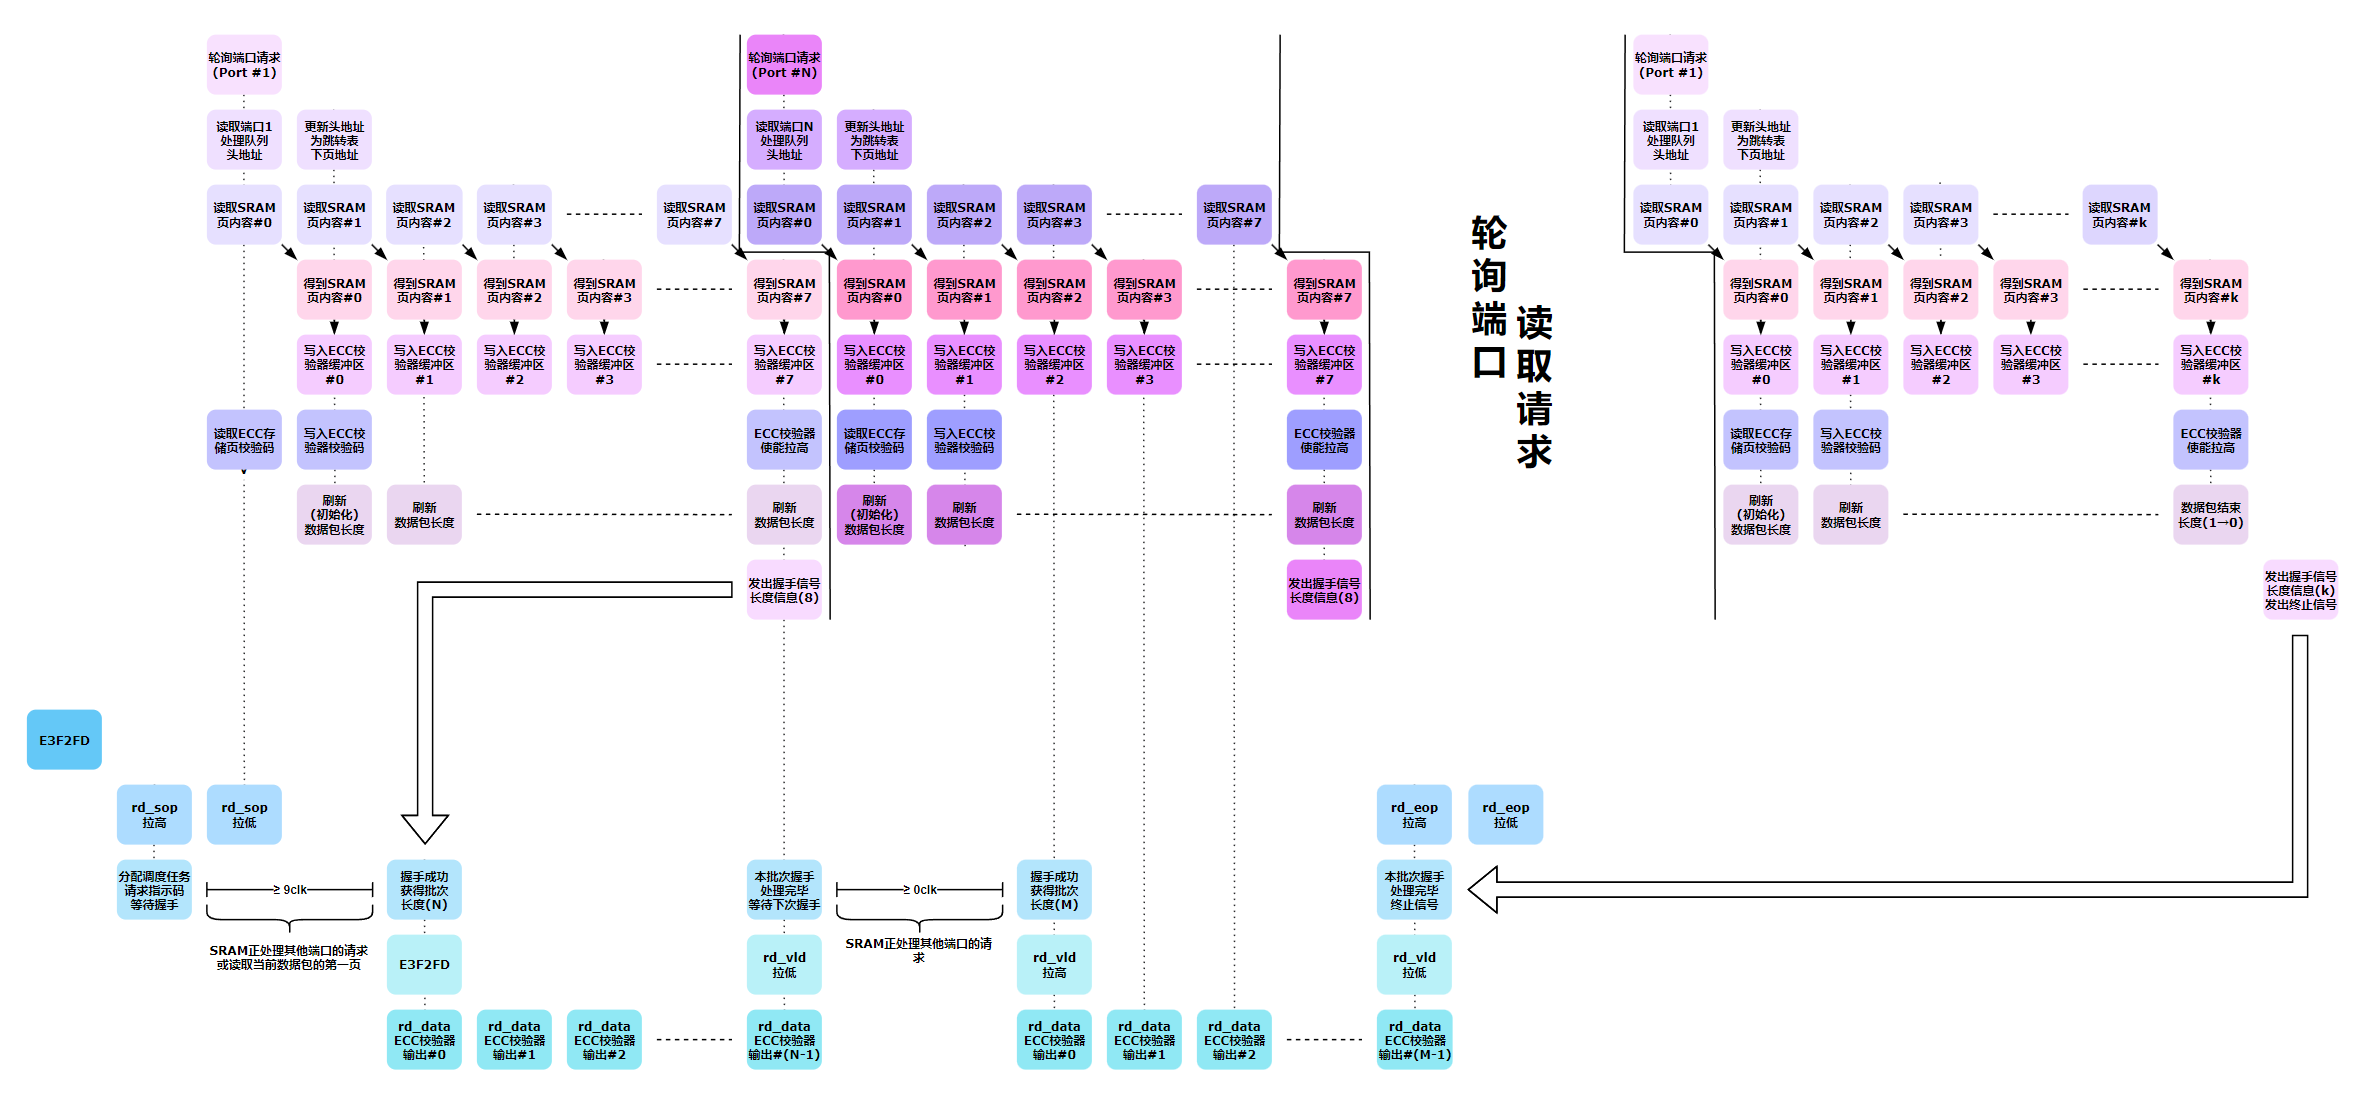 轮询端口请求
(Port #1)
轮询端口请求
(Port #N)
轮询端口请求
(Port #1)
读取端口1
处理队列
头地址
更新头地址
为跳转表
下页地址
读取端口N
处理队列
头地址
更新头地址
为跳转表
下页地址
读取端口1
处理队列
头地址
更新头地址
为跳转表
下页地址
读取SRAM
页内容#0
读取SRAM
页内容#1
读取SRAM
页内容#2
读取SRAM
页内容#3
读取SRAM
页内容#7
读取SRAM
页内容#0
读取SRAM
页内容#1
读取SRAM
页内容#2
读取SRAM
页内容#3
读取SRAM
页内容#7
读取SRAM
页内容#0
读取SRAM
页内容#1
读取SRAM
页内容#2
读取SRAM
页内容#3
读取SRAM
页内容#k
轮询端口
读取请求
得到SRAM
页内容#0
得到SRAM
页内容#1
得到SRAM
页内容#2
得到SRAM
页内容#3
得到SRAM
页内容#7
得到SRAM
页内容#0
得到SRAM
页内容#1
得到SRAM
页内容#2
得到SRAM
页内容#3
得到SRAM
页内容#7
得到SRAM
页内容#0
得到SRAM
页内容#1
得到SRAM
页内容#2
得到SRAM
页内容#3
得到SRAM
页内容#k
写入ECC校
验器缓冲区
#0
写入ECC校
验器缓冲区
#1
写入ECC校
验器缓冲区
#2
写入ECC校
验器缓冲区
#3
写入ECC校
验器缓冲区
#7
写入ECC校
验器缓冲区
#0
写入ECC校
验器缓冲区
#1
写入ECC校
验器缓冲区
#2
写入ECC校
验器缓冲区
#3
写入ECC校
验器缓冲区
#7
写入ECC校
验器缓冲区
#0
写入ECC校
验器缓冲区
#1
写入ECC校
验器缓冲区
#2
写入ECC校
验器缓冲区
#3
写入ECC校
验器缓冲区
#k
读取ECC存
储页校验码
写入ECC校
验器校验码
ECC校验器
使能拉高
读取ECC存
储页校验码
写入ECC校
验器校验码
ECC校验器
使能拉高
读取ECC存
储页校验码
写入ECC校
验器校验码
ECC校验器
使能拉高
刷新
(初始化)
数据包长度
刷新
数据包长度
刷新
数据包长度
刷新
(初始化)
数据包长度
刷新
数据包长度
刷新
数据包长度
刷新
(初始化)
数据包长度
刷新
数据包长度
数据包结束
长度(1→0)
发出握手信号
长度信息(8)
发出握手信号
长度信息(8)
发出握手信号
长度信息(k)
发出终止信号
E3F2FD
rd_sop
拉高
rd_sop
拉低
rd_eop
拉高
rd_eop
拉低
分配调度任务
请求指示码
等待握手
≥ 9clk
握手成功
获得批次
长度(N)
本批次握手
处理完毕
等待下次握手
≥ 0clk
握手成功
获得批次
长度(M)
本批次握手
处理完毕
终止信号
SRAM正处理其他端口的请求
或读取当前数据包的第一页
E3F2FD
rd_vld
拉低
SRAM正处理其他端口的请
求
rd_vld
拉高
rd_vld
拉低
rd_data
ECC校验器
输出#0
rd_data
ECC校验器
输出#1
rd_data
ECC校验器
输出#2
rd_data
ECC校验器
输出#(N-1)
rd_data
ECC校验器
输出#0
rd_data
ECC校验器
输出#1
rd_data
ECC校验器
输出#2
rd_data
ECC校验器
输出#(M-1)